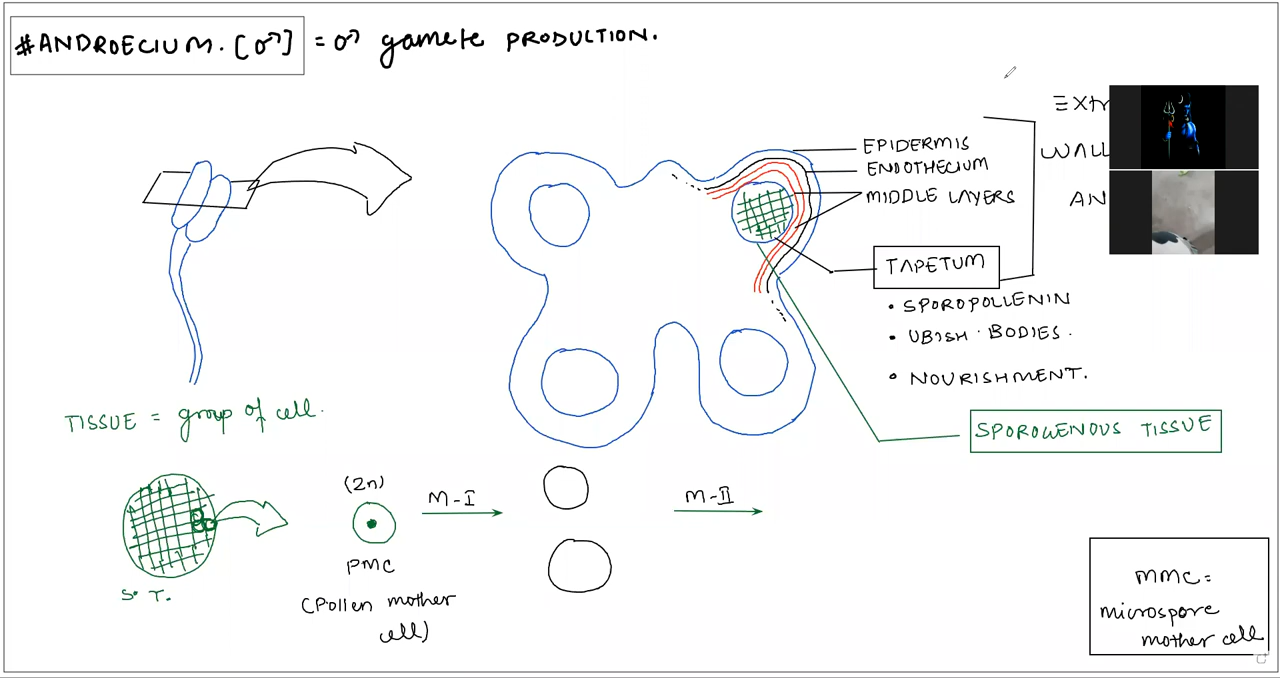 #ANDROECIUM. [♂] = ♂ gamete PRODUCTION.
EXTr
WALL
AN
EPIDERMIS
ENDOTHECIUM
MIDDLE LAYERS
TAPETUM
• SPOROPOLLENIN
• UBISH BODIES.
• NOURISHMENT.
SPOROGENOUS TISSUE
TISSUE = group of cell.
S.T.
(2n)
PMC
(Pollen mother
cell)
M-I
M-II
MMC=
microspore
mother cell